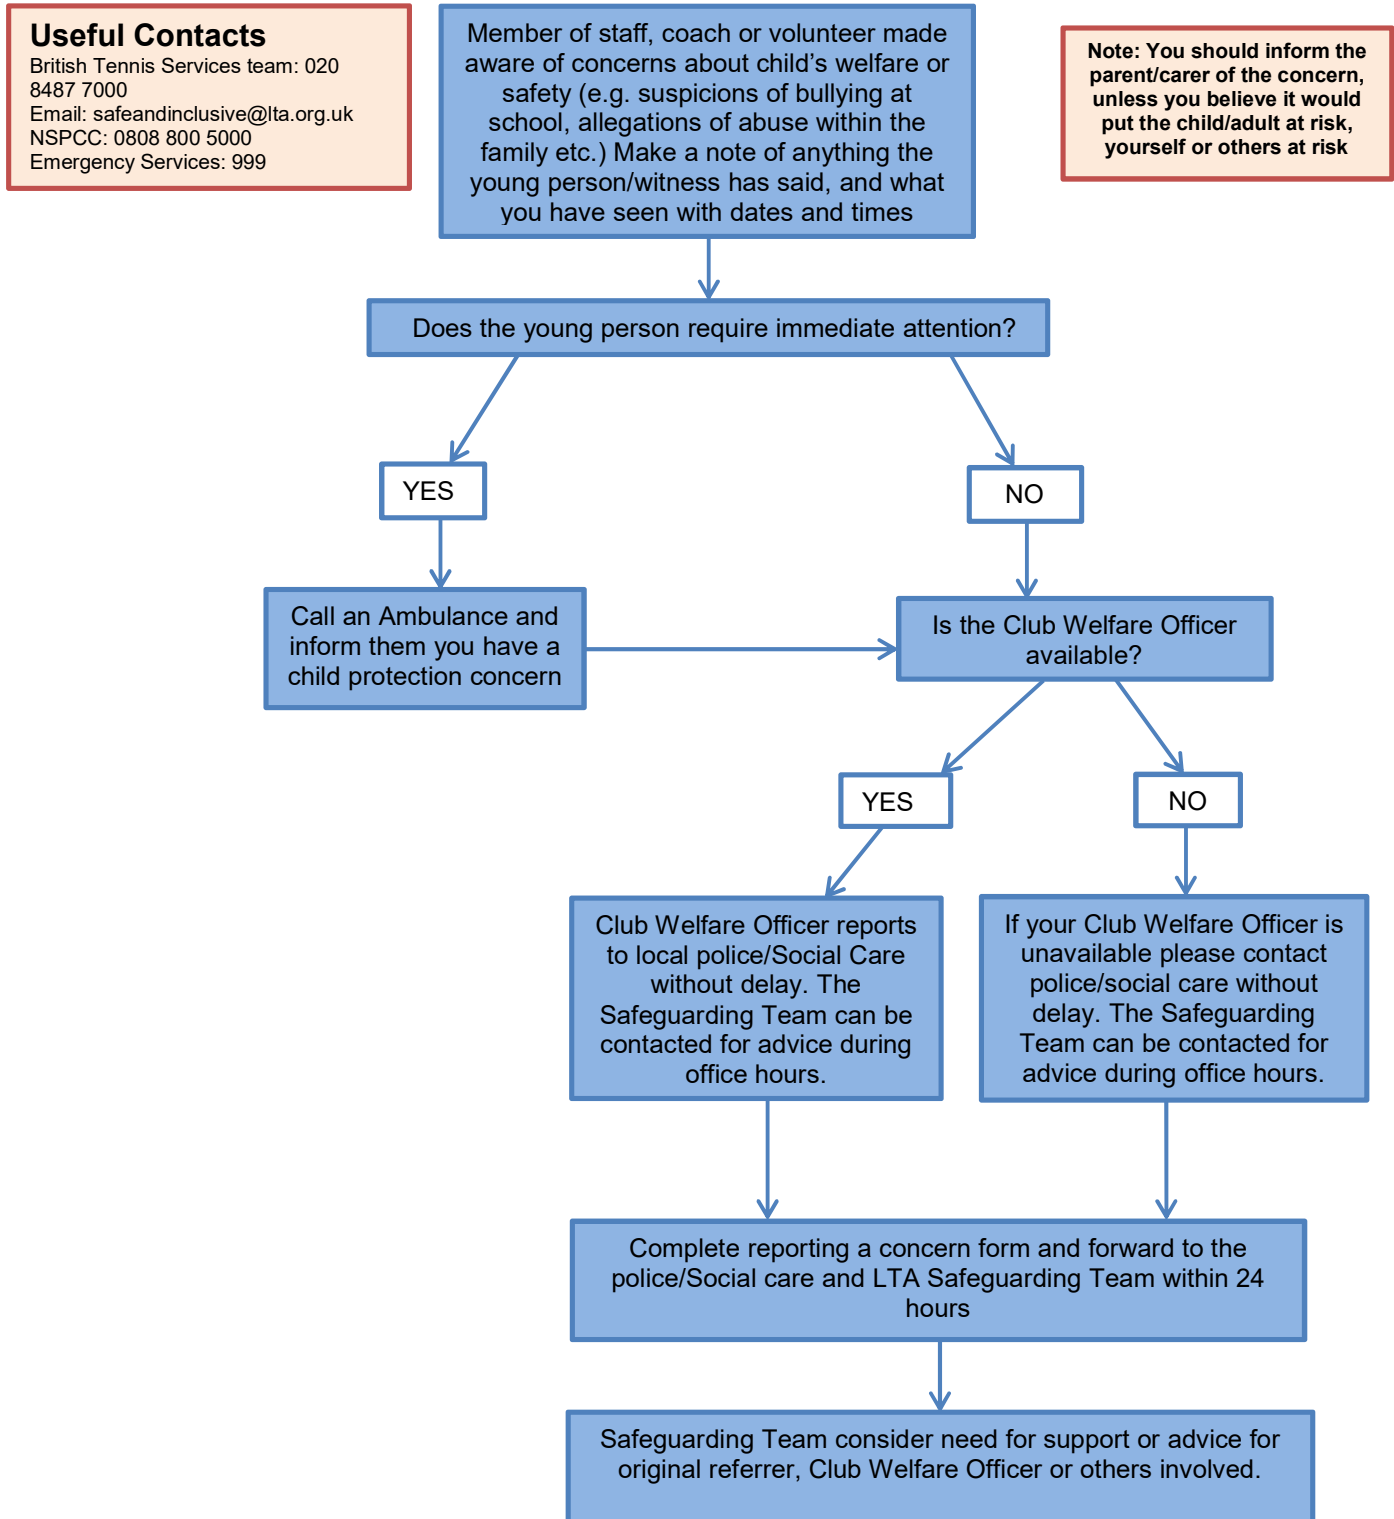 Useful Contacts
British Tennis Services team: 020
8487 7000
Email: safeandinclusive@lta.org.uk
NSPCC: 0808 800 5000
Emergency Services: 999
Member of staff, coach or volunteer made
aware of concerns about child’s welfare or
safety (e.g. suspicions of bullying at
school, allegations of abuse within the
family etc.) Make a note of anything the
young person/witness has said, and what
you have seen with dates and times
Note: You should inform the
parent/carer of the concern,
unless you believe it would
put the child/adult at risk,
yourself or others at risk
Does the young person require immediate attention?
YES
NO
Call an Ambulance and
inform them you have a
child protection concern
Is the Club Welfare Officer
available?
YES
NO
Club Welfare Officer reports
to local police/Social Care
without delay. The
Safeguarding Team can be
contacted for advice during
office hours.
If your Club Welfare Officer is
unavailable please contact
police/social care without
delay. The Safeguarding
Team can be contacted for
advice during office hours.
Complete reporting a concern form and forward to the
police/Social care and LTA Safeguarding Team within 24
hours
Safeguarding Team consider need for support or advice for
original referrer, Club Welfare Officer or others involved.